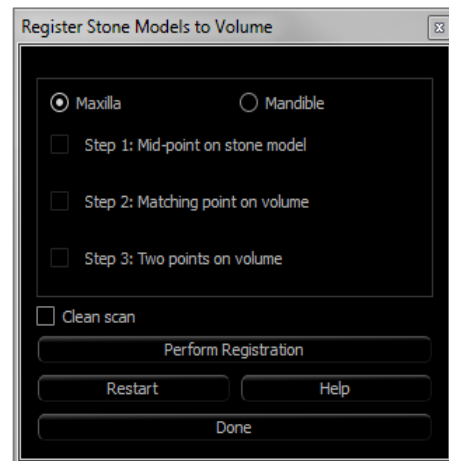 Register Stone Models to Volume
Maxilla Mandible
Step 1: Mid-point on stone model
Step 2: Matching point on volume
Step 3: Two points on volume
Clean scan
Perform Registration
Restart Help
Done